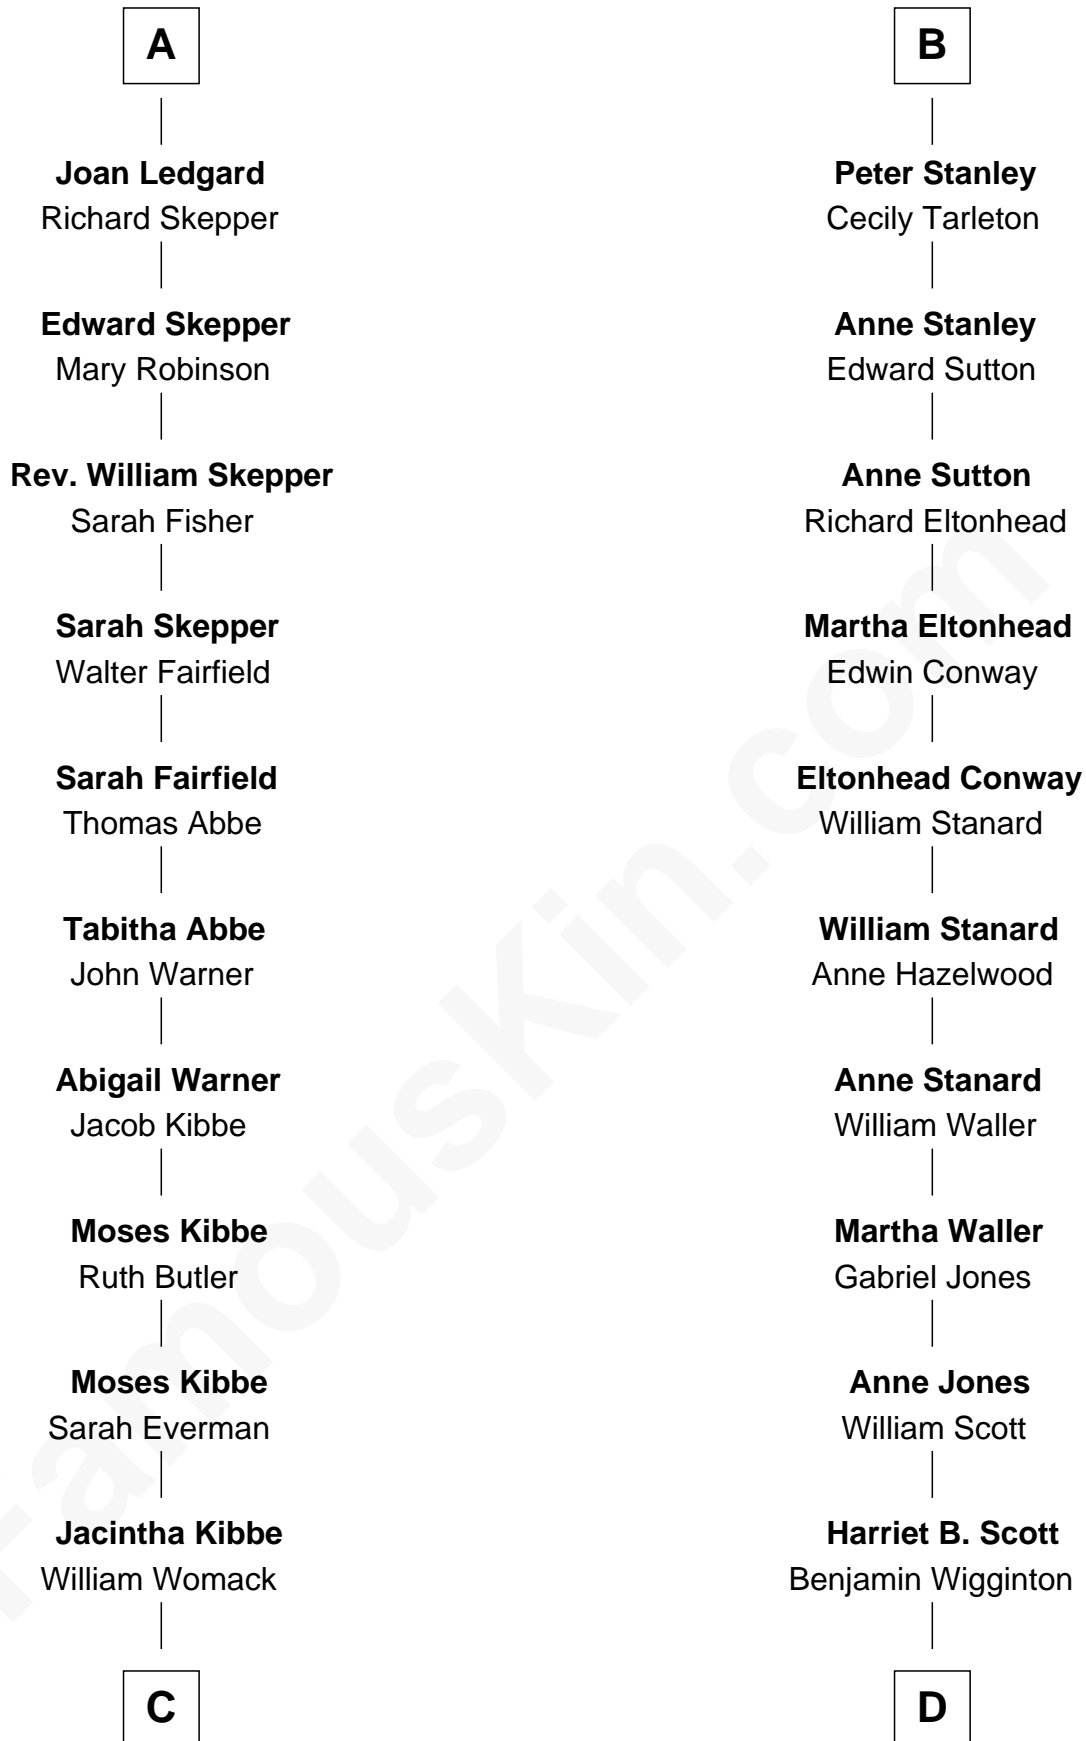 A
Joan Ledgard
Richard Skepper
Edward Skepper
Mary Robinson
Rev. William Skepper
Sarah Fisher
Sarah Skepper
Walter Fairfield
Sarah Fairfield
Thomas Abbe
Tabitha Abbe
John Warner
Abigail Warner
Jacob Kibbe
Moses Kibbe
Ruth Butler
Moses Kibbe
Sarah Everman
Jacintha Kibbe
William Womack
C
B
Peter Stanley
Cecily Tarleton
Anne Stanley
Edward Sutton
Anne Sutton
Richard Eltonhead
Martha Eltonhead
Edwin Conway
Eltonhead Conway
William Stanard
William Stanard
Anne Hazelwood
Anne Stanard
William Waller
Martha Waller
Gabriel Jones
Anne Jones
William Scott
Harriet B. Scott
Benjamin Wigginton
D
FamousKin.com